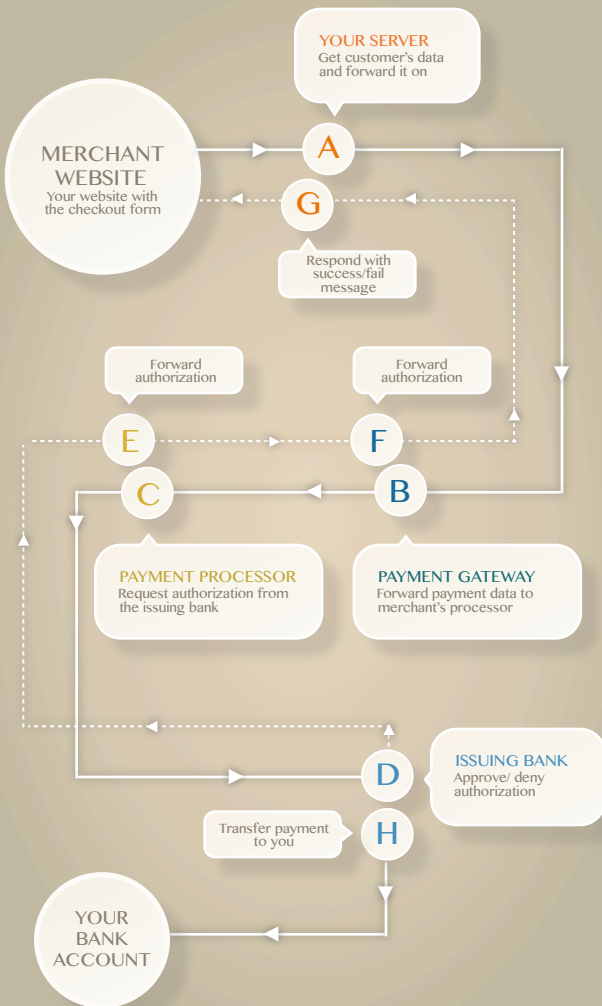 YOUR SERVER
Get customer's data
and forward it on
A
MERCHANT
WEBSITE
Your website with
the checkout form
G
Respond with
success/fail
message
Forward
authorization
Forward
authorization
E
F
C
B
PAYMENT PROCESSOR
Request authorization from
the issuing bank
PAYMENT GATEWAY
Forward payment data to
merchant's processor
D
ISSUING BANK
Approve/ deny
authorization
Transfer payment
to you
H
YOUR
BANK
ACCOUNT